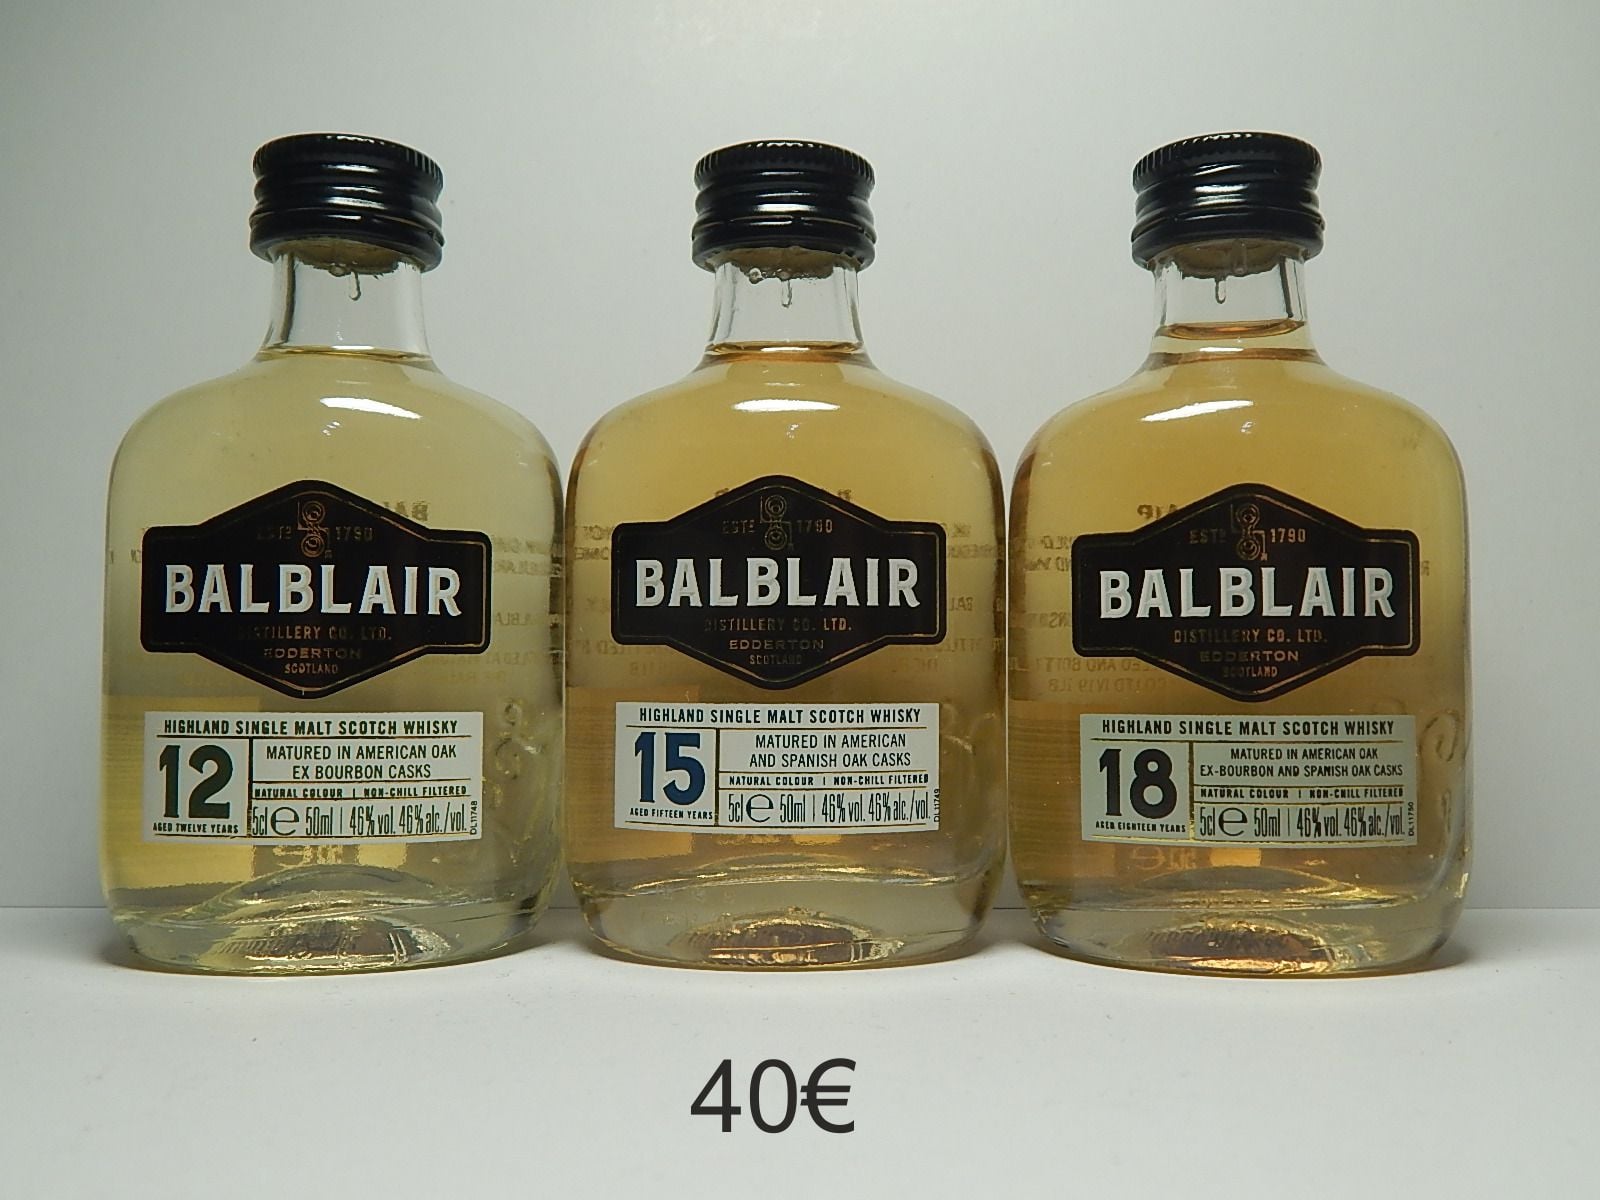 ESTD 1790
BALBLAIR
DISTILLERY CO. LTD.
EDDERTON
SCOTLAND
HIGHLAND SINGLE MALT SCOTCH WHISKY
12
AGED TWELVE YEARS
MATURED IN AMERICAN OAK
EX BOURBON CASKS
NATURAL COLOUR | NON-CHILL FILTERED
5cl e 50ml | 46% vol. 46% alc./vol.
DL11748
ESTD 1790
BALBLAIR
DISTILLERY CO. LTD.
EDDERTON
SCOTLAND
HIGHLAND SINGLE MALT SCOTCH WHISKY
15
AGED FIFTEEN YEARS
MATURED IN AMERICAN
AND SPANISH OAK CASKS
NATURAL COLOUR | NON-CHILL FILTERED
5cl e 50ml | 46% vol. 46% alc./vol.
DL11749
ESTD 1790
BALBLAIR
DISTILLERY CO. LTD.
EDDERTON
SCOTLAND
HIGHLAND SINGLE MALT SCOTCH WHISKY
18
AGED EIGHTEEN YEARS
MATURED IN AMERICAN OAK
EX-BOURBON AND SPANISH OAK CASKS
NATURAL COLOUR | NON-CHILL FILTERED
5cl e 50ml | 46% vol. 46% alc./vol.
DL11750
40€